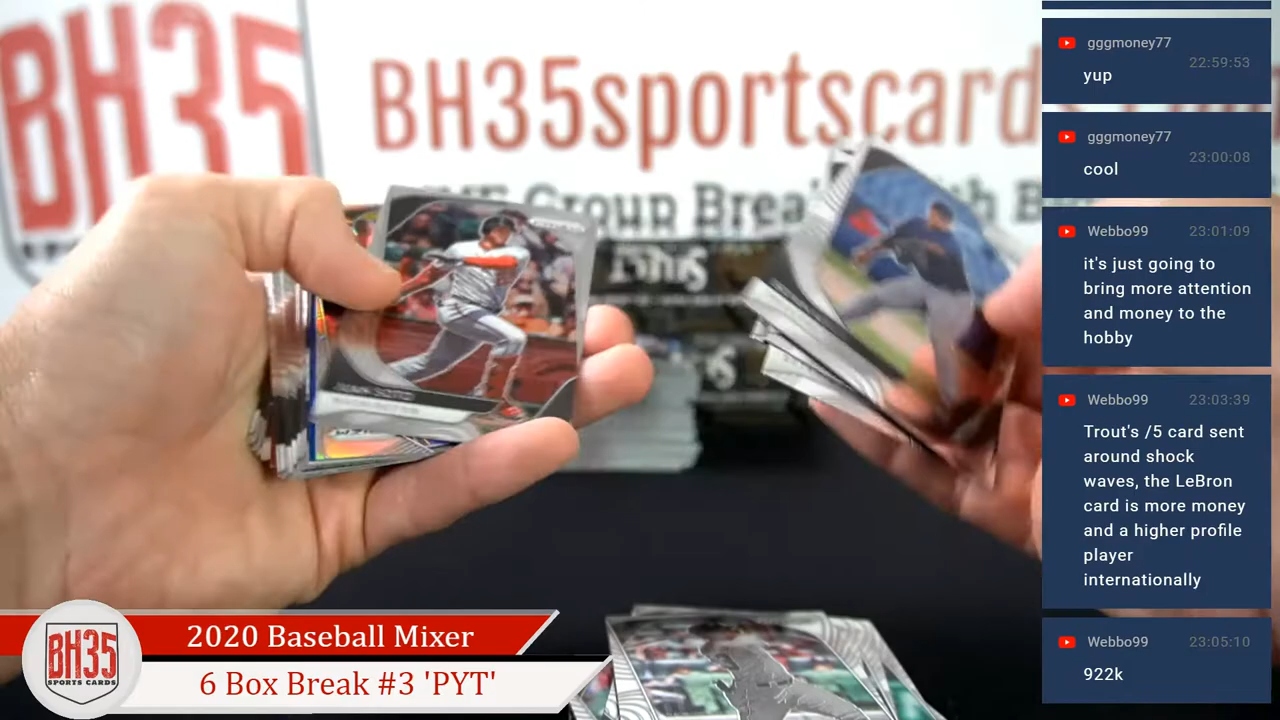 BH35
SPORTS
BH35sportscards
Group Break
gggmoney77
22:59:53
yup
gggmoney77
23:00:08
cool
Webbo99
23:01:09
it's just going to
bring more attention
and money to the
hobby
Webbo99
23:03:39
Trout's /5 card sent
around shock
waves, the LeBron
card is more money
and a higher profile
player
internationally
Webbo99
23:05:10
922k
2020 Baseball Mixer
6 Box Break #3 'PYT'
BH35
SPORTS CARDS